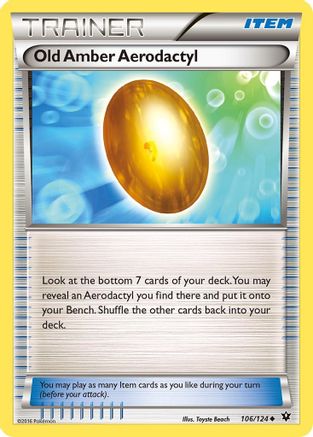 TRAINER
ITEM
Old Amber Aerodactyl
Look at the bottom 7 cards of your deck. You may
reveal an Aerodactyl you find there and put it onto
your Bench. Shuffle the other cards back into your
deck.
You may play as many Item cards as you like during your turn
(before your attack).
©2016 Pokémon
Illus. Toyste Beach
106/124